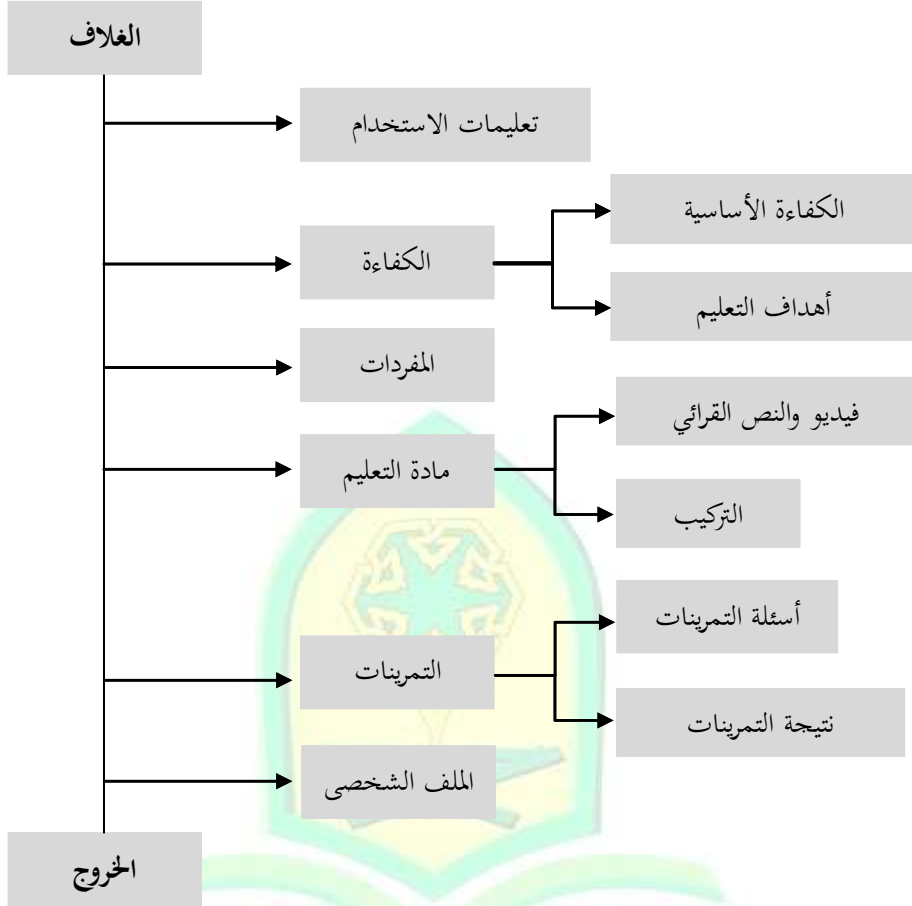 الغلاف
تعليمات الاستخدام
الكفاءة
الكفاءة الأساسية
أهداف التعليم
المفردات
مادة التعليم
فيديو والنص القرائي
التركيب
التمرينات
أسئلة التمرينات
نتيجة التمرينات
الملف الشخصى
الخروج